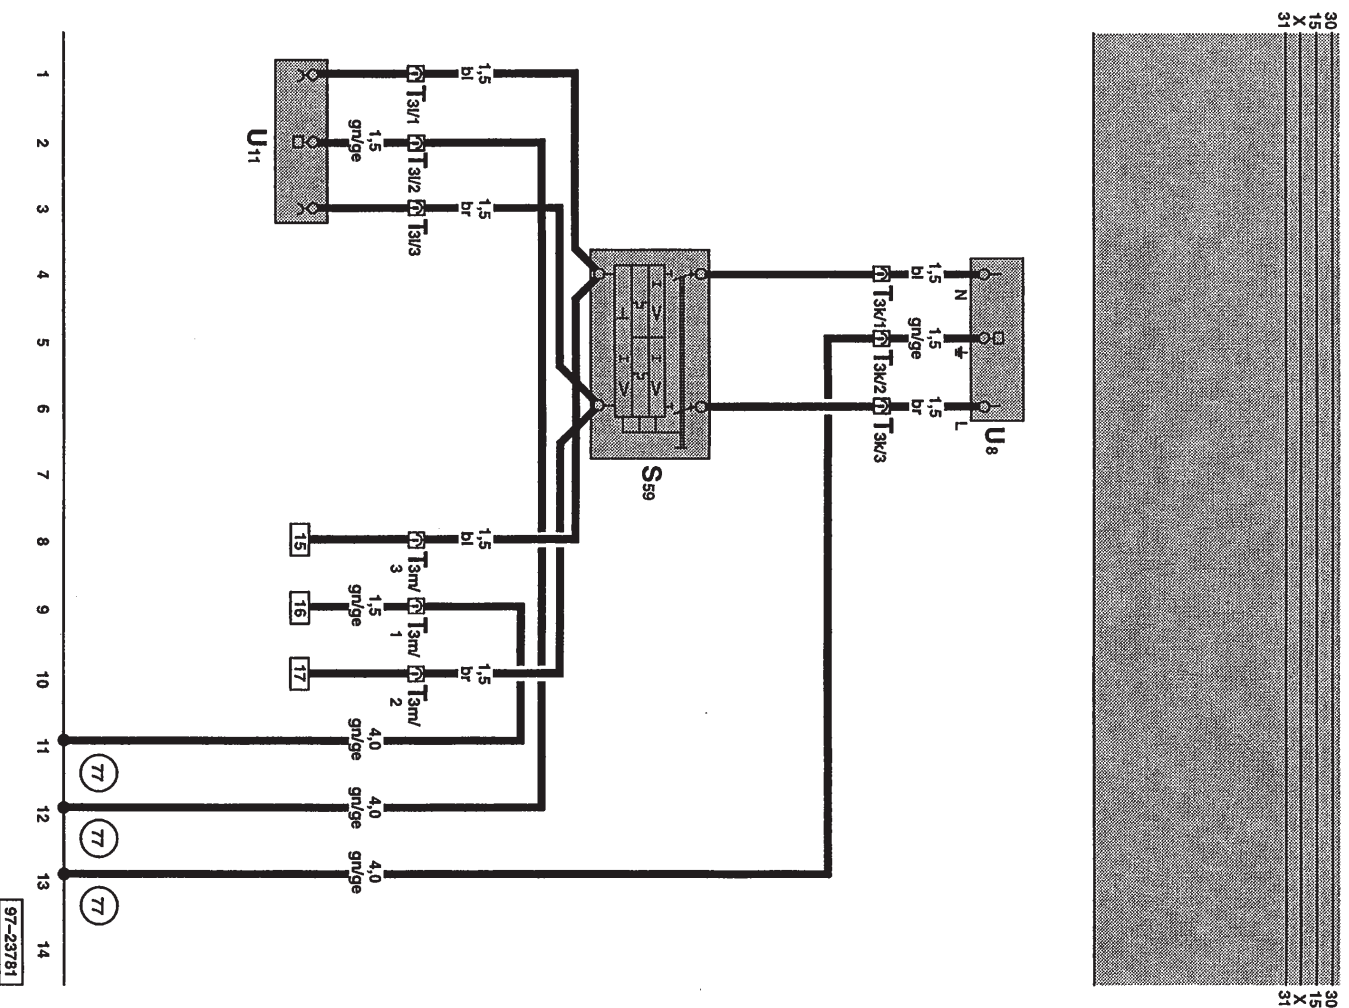 30
15
X
31
30
15
X
31
U8
N
L
1,5
bl
1,5
gn/ge
1,5
br
T3k/1
T3k/2
T3k/3
S59
1,5
bl
1,5
gn/ge
1,5
br
T3l/1
T3l/2
T3l/3
U11
1,5
bl
1,5
gn/ge
1,5
br
T3m/
3
T3m/
1
T3m/
2
15
16
17
4,0
gn/ge
4,0
gn/ge
4,0
gn/ge
77
77
77
1 2 3 4 5 6 7 8 9 10 11 12 13 14
97-23781